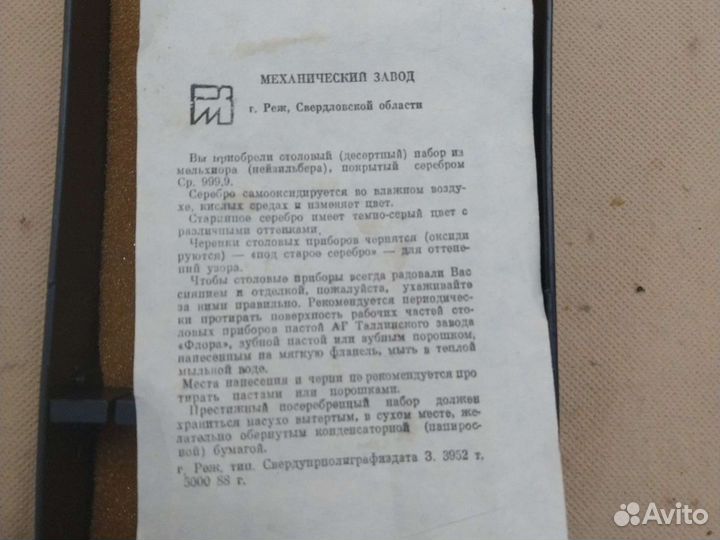 МЕХАНИЧЕСКИЙ ЗАВОД
г. Реж, Свердловской области
Вы приобрели столовый (десертный) набор из
мельхиора (нейзильбера), покрытый серебром
Ср. 999,9.
Серебро самооксидируется во влажном возду-
хе, кислых средах и изменяет цвет.
Старинное серебро имеет темно-серый цвет с
различными оттенками.
Черенки столовых приборов чернятся (оксиди
руются) — «под старое серебро» — для оттене-
ний узора.
Чтобы столовые приборы всегда радовали Вас
сиянием и отделкой, пожалуйста, ухаживайте
за ними правильно. Рекомендуется периодичес-
ки протирать поверхность рабочих частей сто-
ловых приборов пастой АГ Таллинского завода
«Флора», зубной пастой или зубным порошком,
нанесенным на мягкую фланель, мыть в теплой
мыльной воде.
Места нанесения и черни не рекомендуется про
тирать пастами или порошками.
Престижный посеребренный набор должен
храниться насухо вытертым, в сухом месте, же-
лательно обернутым конденсаторной (папирос-
ной) бумагой.
г. Реж, тип. Свердупрполиграфиздата З. 3952 т.
5000 88 г.
Avito